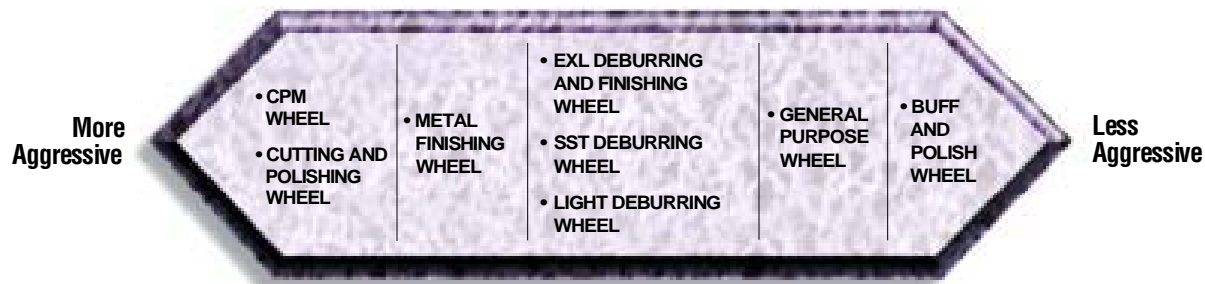 More
Aggressive
• CPM
WHEEL
• CUTTING AND
POLISHING
WHEEL
• METAL
FINISHING
WHEEL
• EXL DEBURRING
AND FINISHING
WHEEL
• SST DEBURRING
WHEEL
• LIGHT DEBURRING
WHEEL
• GENERAL
PURPOSE
WHEEL
• BUFF
AND
POLISH
WHEEL
Less
Aggressive